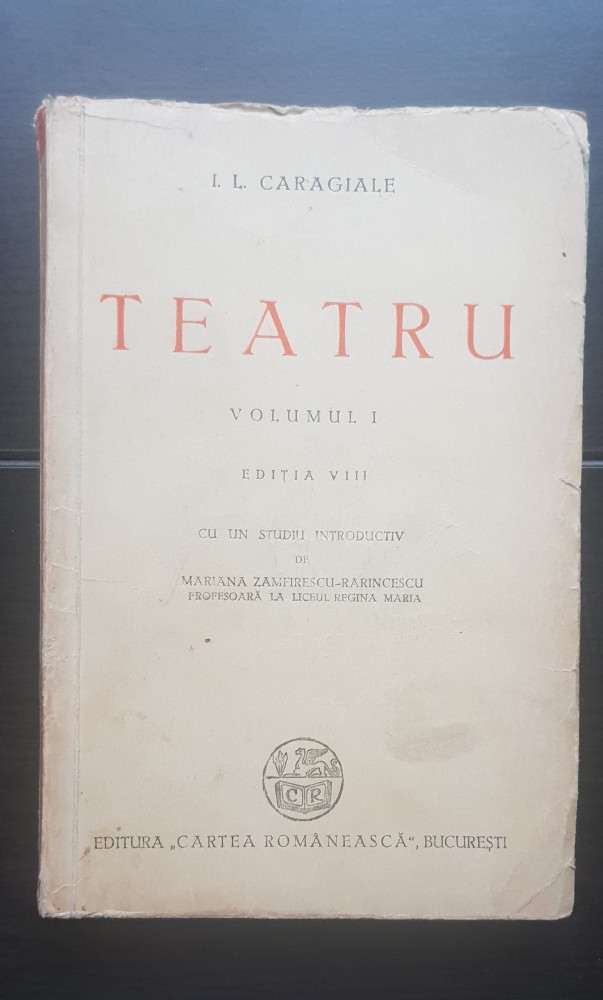 I. L. CARAGIALE
TEATRU
VOLUMUL I
EDIȚIA VIII
CU UN STUDIU INTRODUCTIV
DE
MARIANA ZAMFIRESCU-RARINCESCU
PROFESOARĂ LA LICEUL REGINA MARIA
C R
EDITURA „CARTEA ROMÂNEASCĂ“, BUCUREȘTI